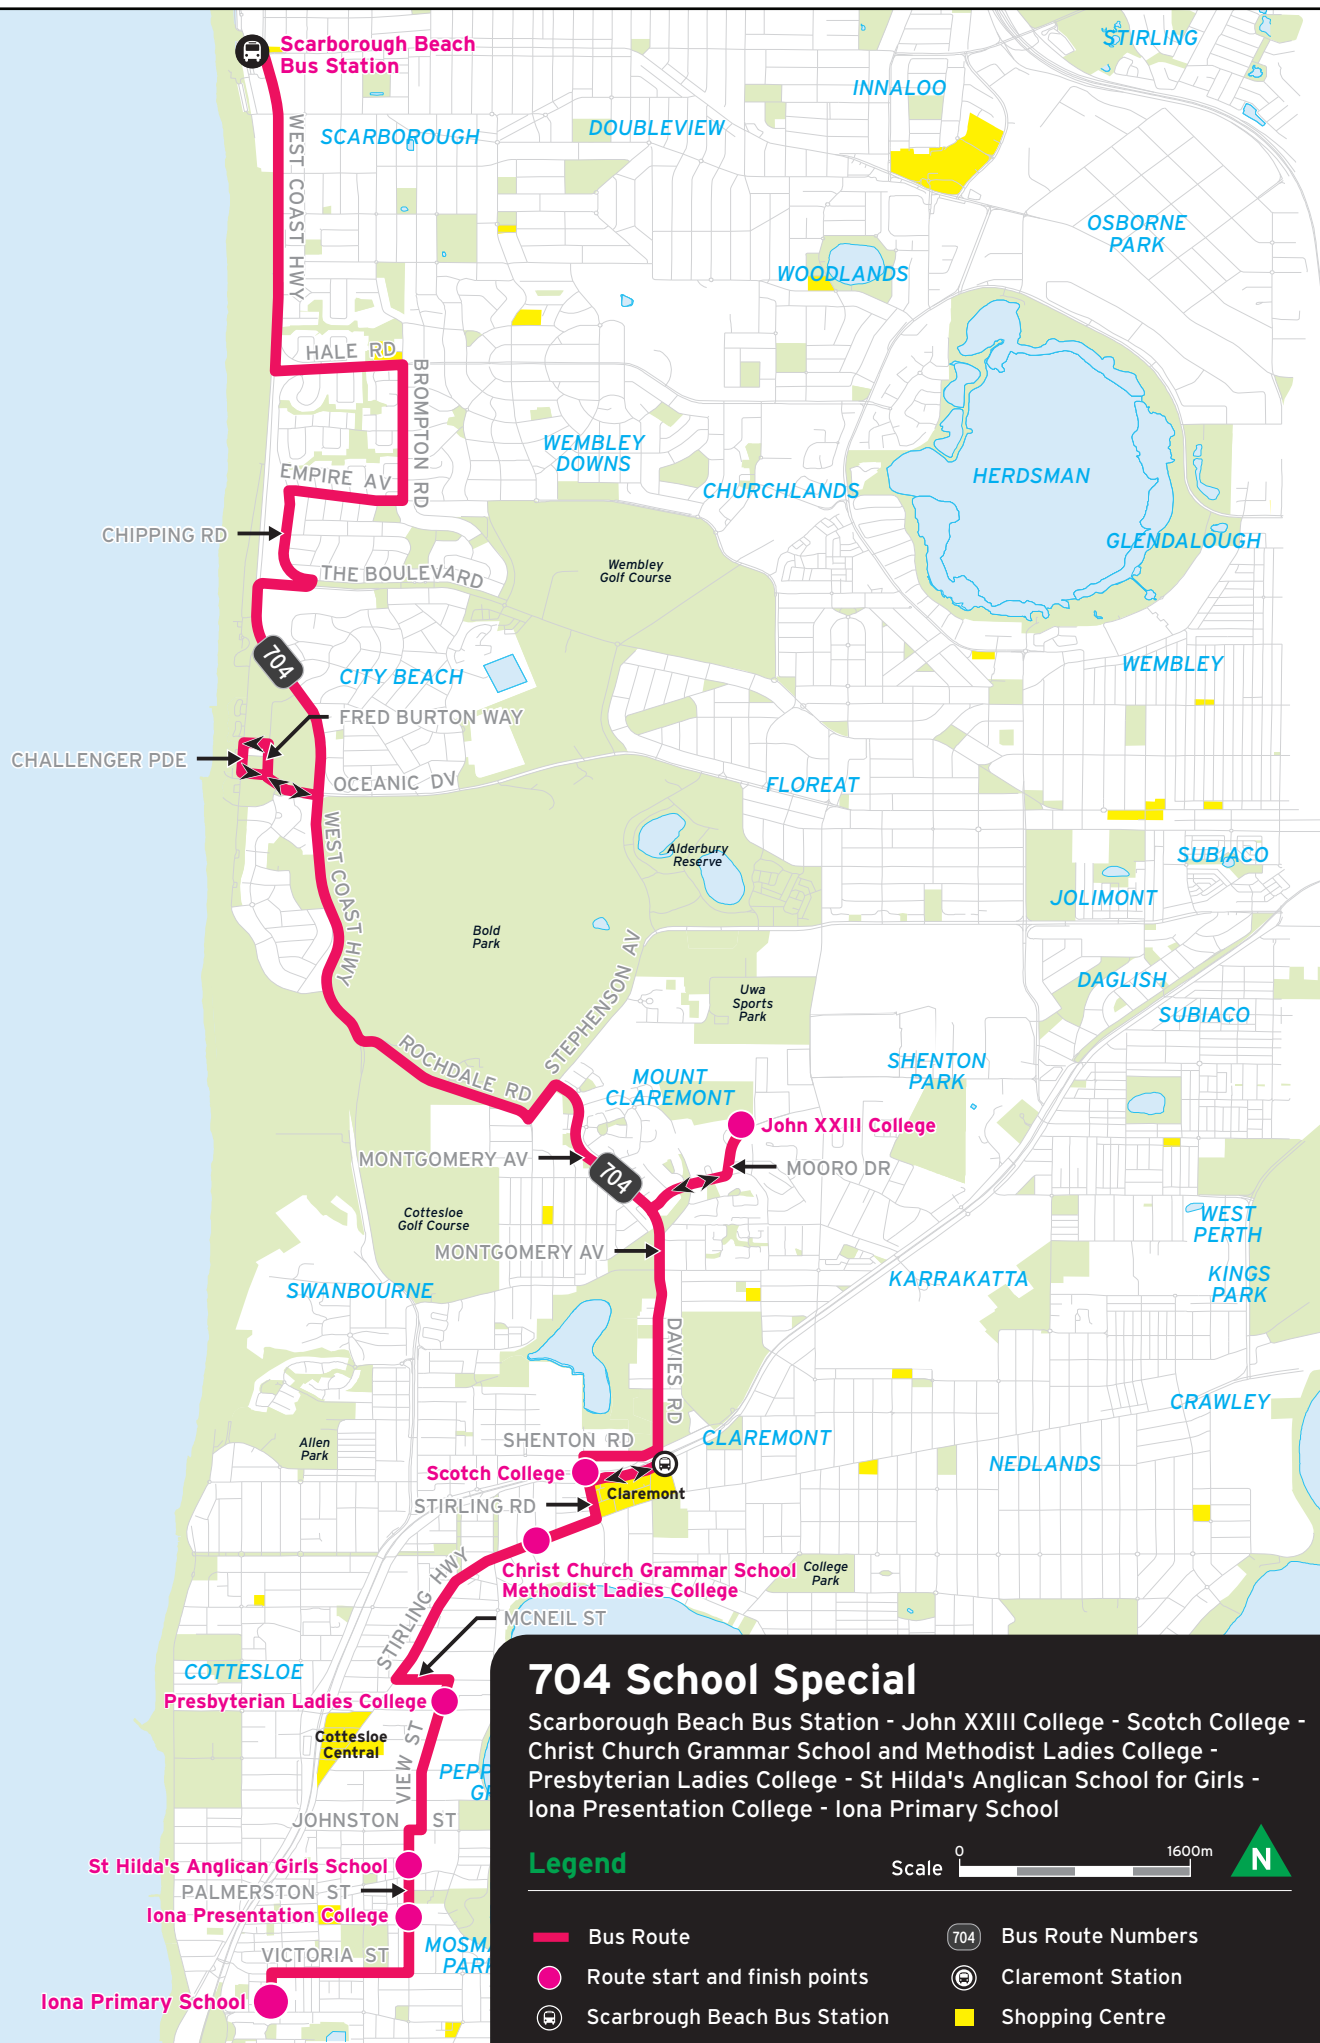 Scarborough Beach
Bus Station
STIRLING
INNALOO
DOUBLEVIEW
SCARBOROUGH
WEST COAST HWY
OSBORNE
PARK
WOODLANDS
HALE RD
BROMPTON RD
WEMBLEY
DOWNS
EMPIRE AV
CHURCHLANDS
HERDSMAN
CHIPPING RD
GLENDALOUGH
THE BOULEVARD
Wembley
Golf Course
704
CITY BEACH
WEMBLEY
FRED BURTON WAY
CHALLENGER PDE
OCEANIC DV
FLOREAT
WEST COAST HWY
Alderbury
Reserve
SUBIACO
JOLIMONT
Bold
Park
STEPHENSON AV
DAGLISH
Uwa
Sports
Park
SUBIACO
ROCHDALE RD
SHENTON
PARK
MOUNT
CLAREMONT
John XXIII College
MONTGOMERY AV
704
MOORO DR
Cottesloe
Golf Course
WEST
PERTH
MONTGOMERY AV
KARRAKATTA
KINGS
PARK
SWANBOURNE
DAVIES RD
CRAWLEY
Allen
Park
SHENTON RD
CLAREMONT
NEDLANDS
Scotch College
Claremont
STIRLING RD
STIRLING HWY
Christ Church Grammar School
Methodist Ladies College
College
Park
MCNEIL ST
COTTESLOE
Presbyterian Ladies College
Cottesloe
Central
VIEW ST
PEPP
GR
JOHNSTON ST
St Hilda's Anglican Girls School
PALMERSTON ST
Iona Presentation College
VICTORIA ST
MOSMA
PARK
Iona Primary School
704 School Special
Scarborough Beach Bus Station - John XXIII College - Scotch College -
Christ Church Grammar School and Methodist Ladies College -
Presbyterian Ladies College - St Hilda's Anglican School for Girls -
Iona Presentation College - Iona Primary School
Legend
Scale
0 1600m
N
Bus Route
704 Bus Route Numbers
Route start and finish points
Claremont Station
Scarbrough Beach Bus Station
Shopping Centre